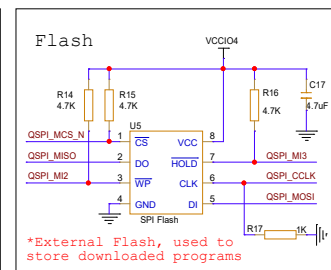 Flash
VCCIO4
R14
4.7K
R15
4.7K
R16
4.7K
C17
4.7uF
U5
QSPI_MCS_N
1
CS
VCC
8
QSPI_MISO
2
DO
HOLD
7
QSPI_MI3
QSPI_MI2
3
WP
CLK
6
QSPI_CCLK
4
GND
DI
5
QSPI_MOSI
SPI Flash
R17
1K
*External Flash, used to
store downloaded programs